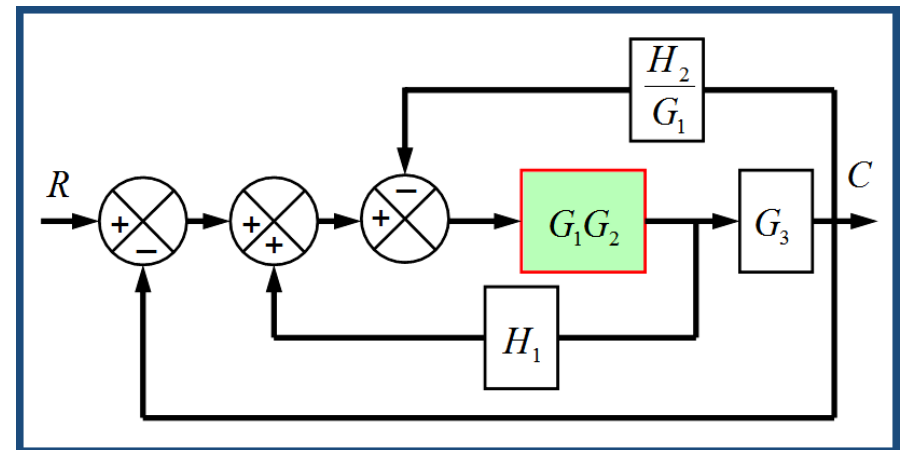 H₂
G₁
R
+
−
+
+
+
−
G₁G₂
G₃
C
H₁